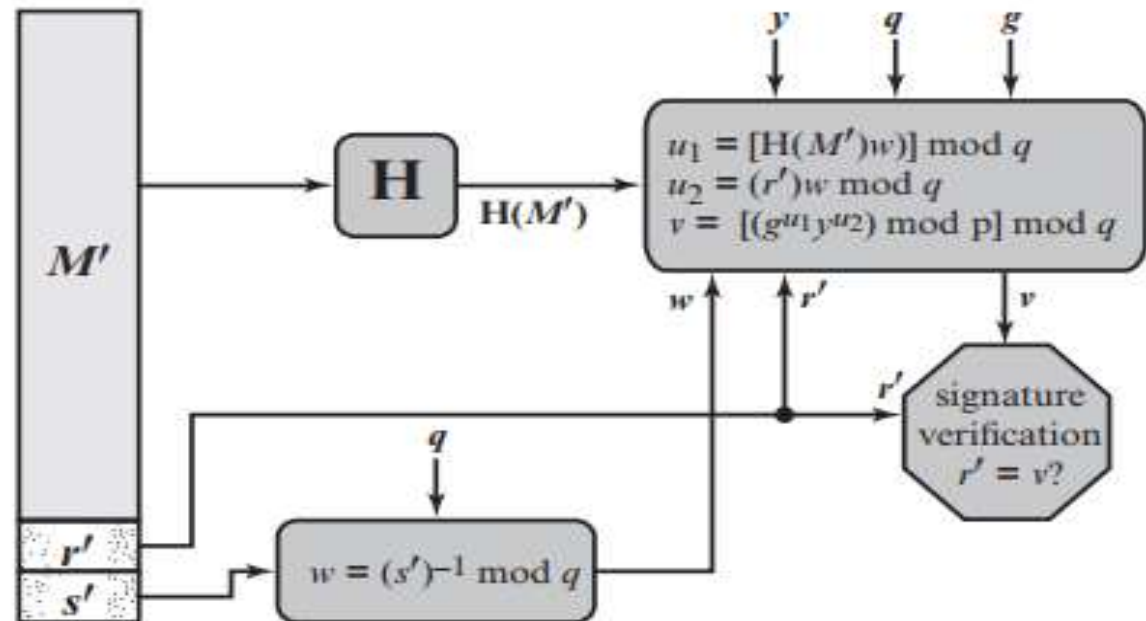 y q g
u₁ = [H(M′)w)] mod q
u₂ = (r′)w mod q
v = [(g^u₁ y^u₂) mod p] mod q
H
H(M′)
M′
w r′ v
r′
signature
verification
r′ = v?
q
r′
w = (s′)⁻¹ mod q
s′